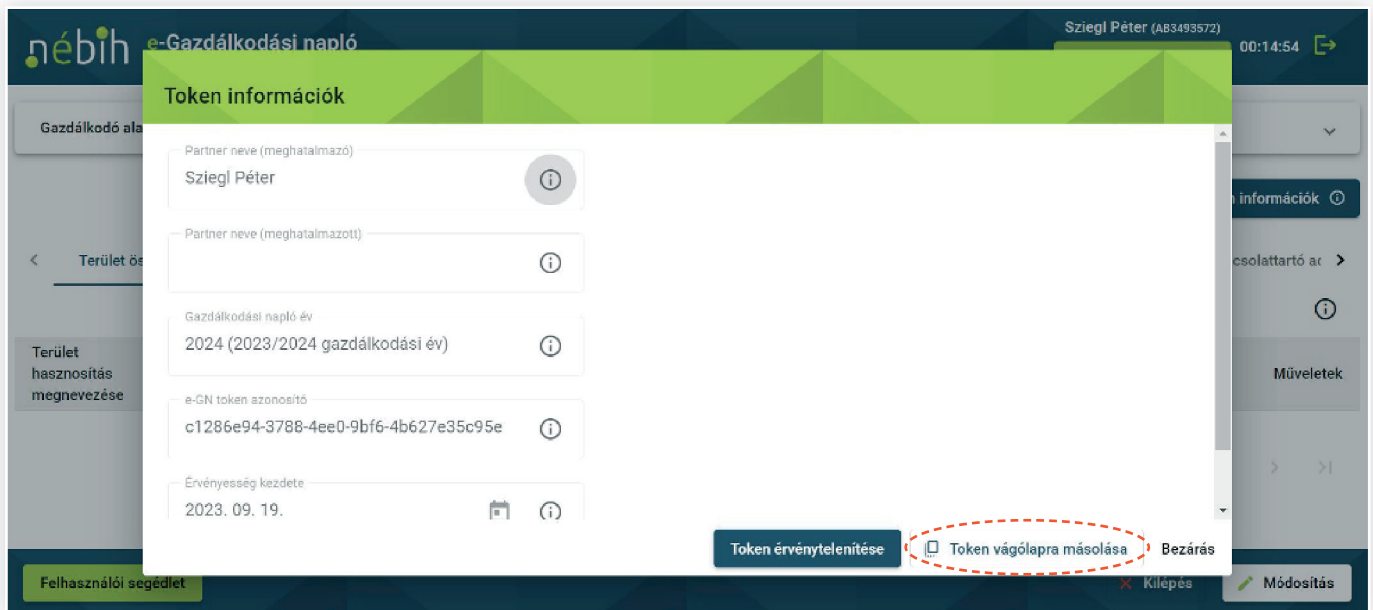 nébih
e-Gazdálkodási napló
Sziegl Péter (AB3493572)
00:14:54
Token információk
Gazdálkodó ala
Partner neve (meghatalmazó)
Sziegl Péter
információk
Partner neve (meghatalmazott)
Terület ös
csolattartó
Gazdálkodási napló év
2024 (2023/2024 gazdálkodási év)
Terület
hasznosítás
megnevezése
Műveletek
e-GN token azonosító
c1286e94-3788-4ee0-9bf6-4b627e35c95e
Érvényesség kezdete
2023. 09. 19.
Token érvénytelenítése
Token vágólapra másolása
Bezárás
Felhasználói segédlet
Kilépés
Módosítás